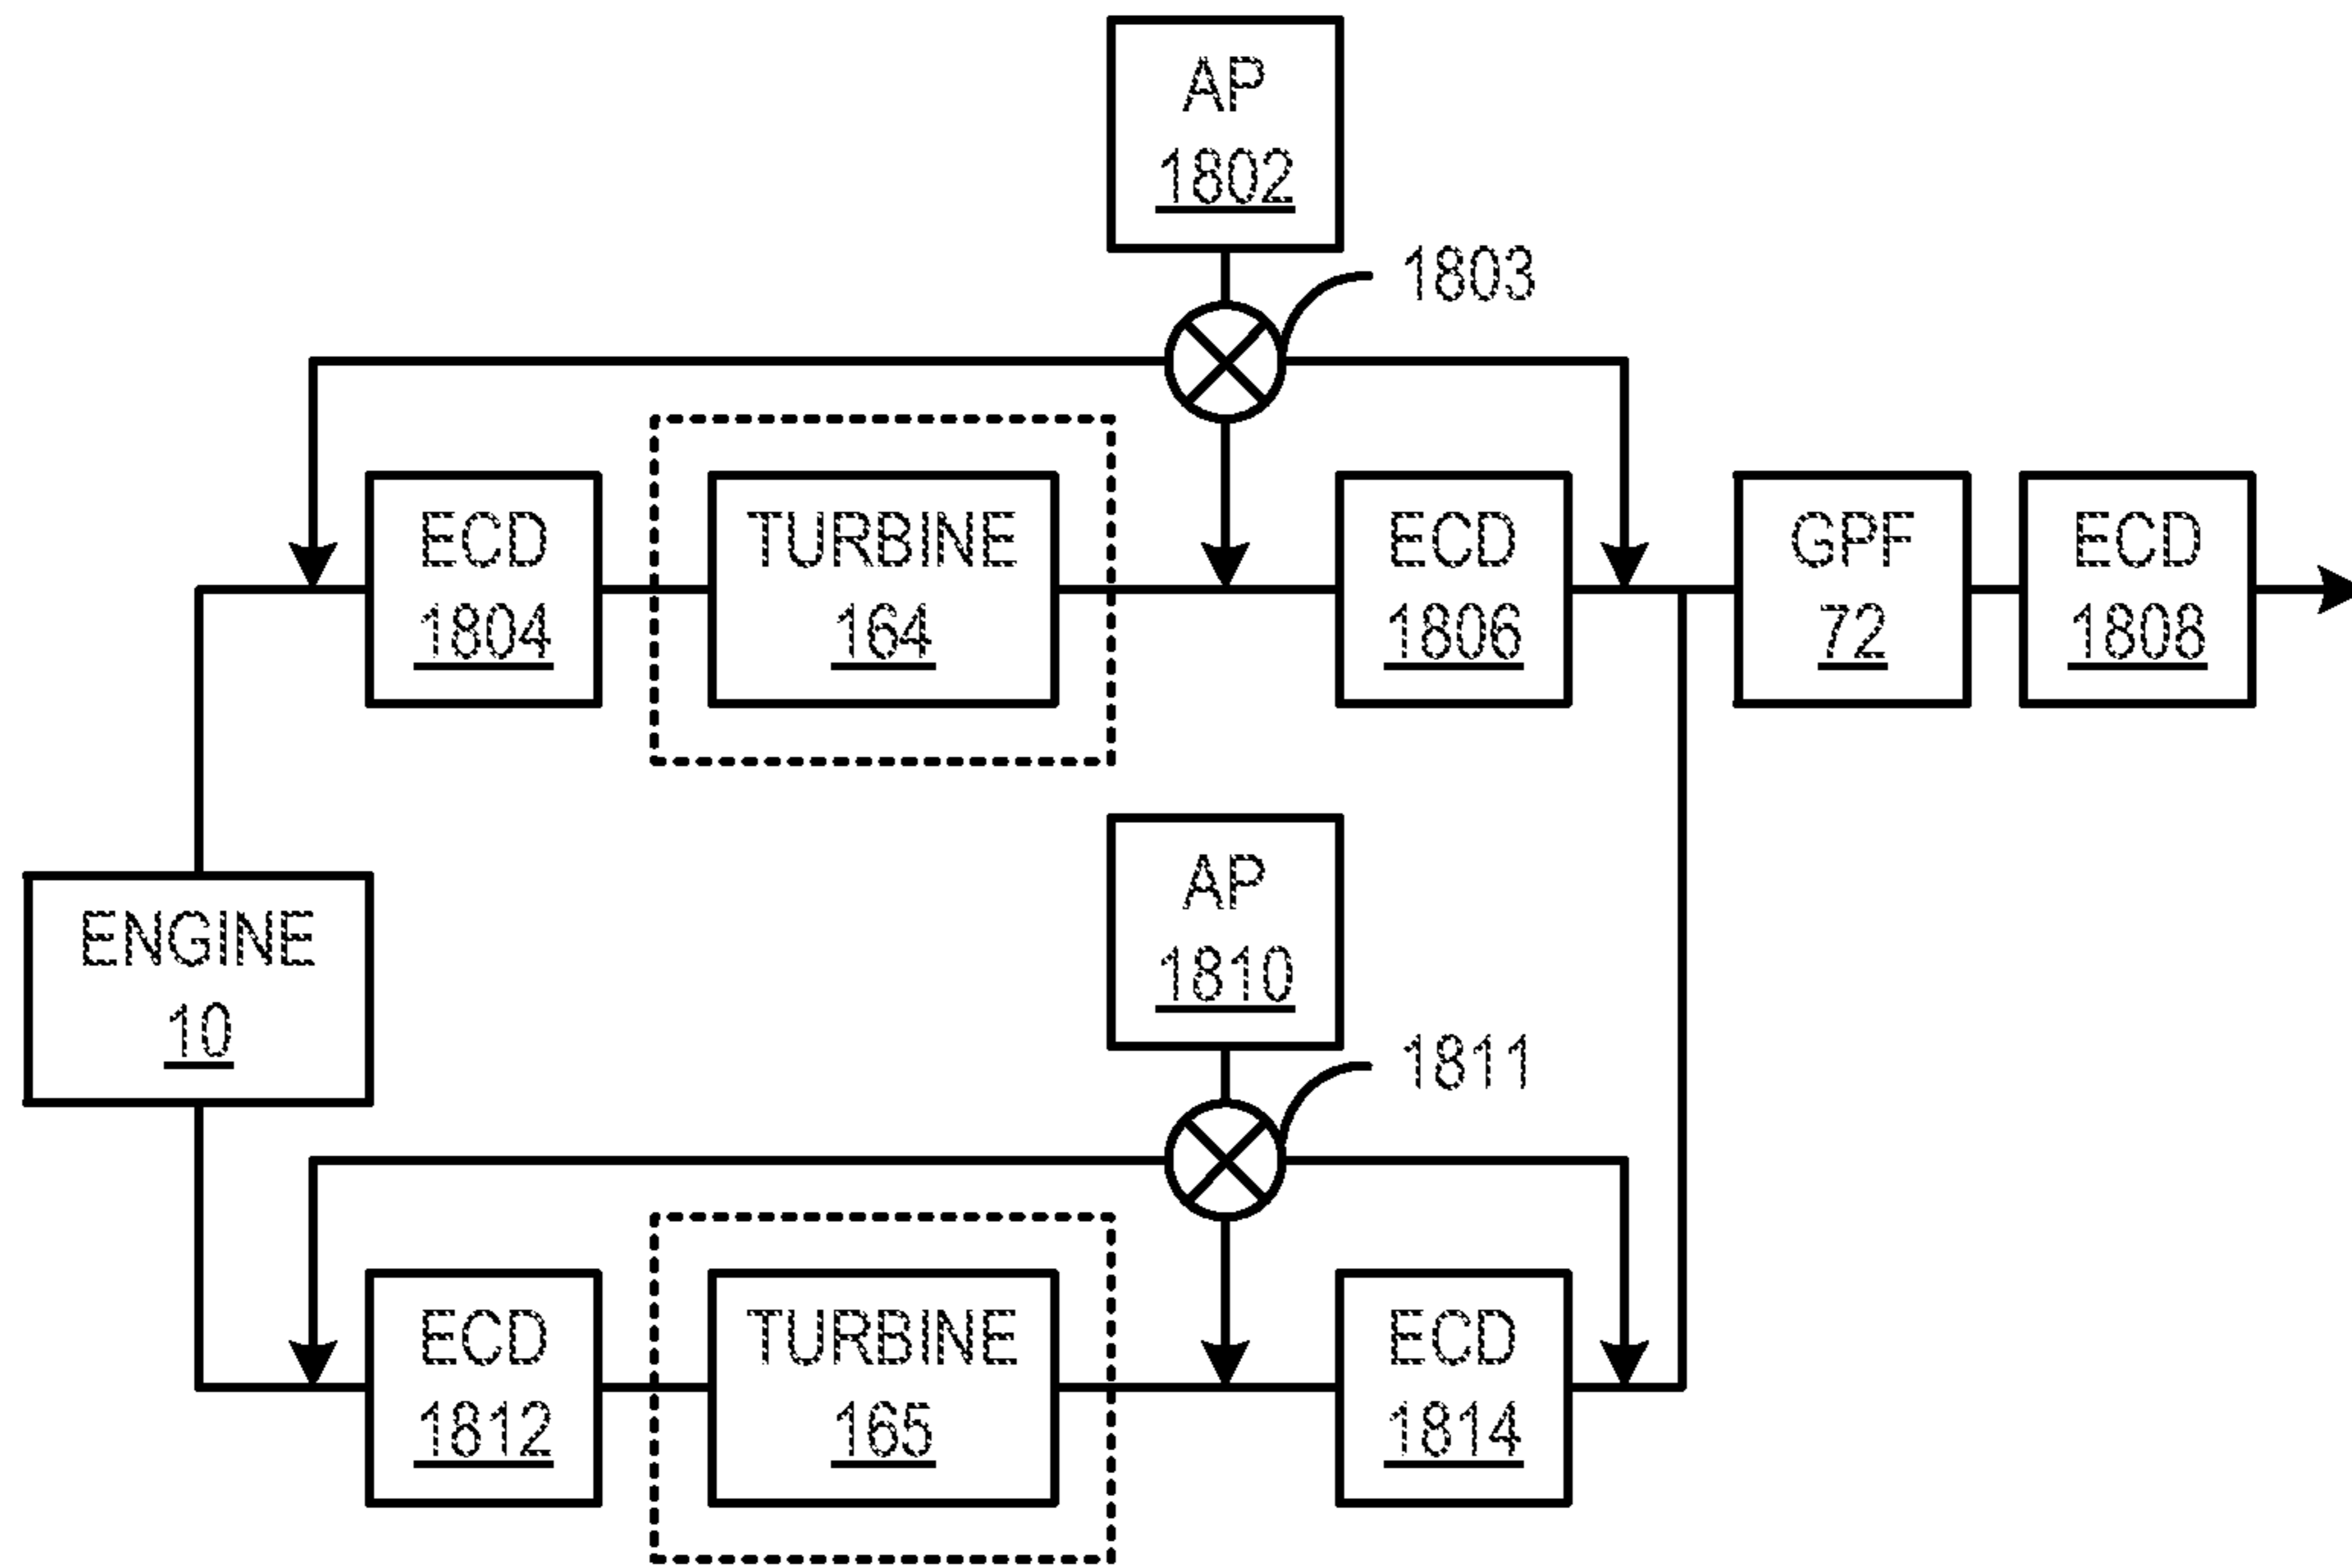 AP
1802
1803
ECD
1804
TURBINE
164
ECD
1806
GPF
72
ECD
1808
ENGINE
10
AP
1810
1811
ECD
1812
TURBINE
165
ECD
1814